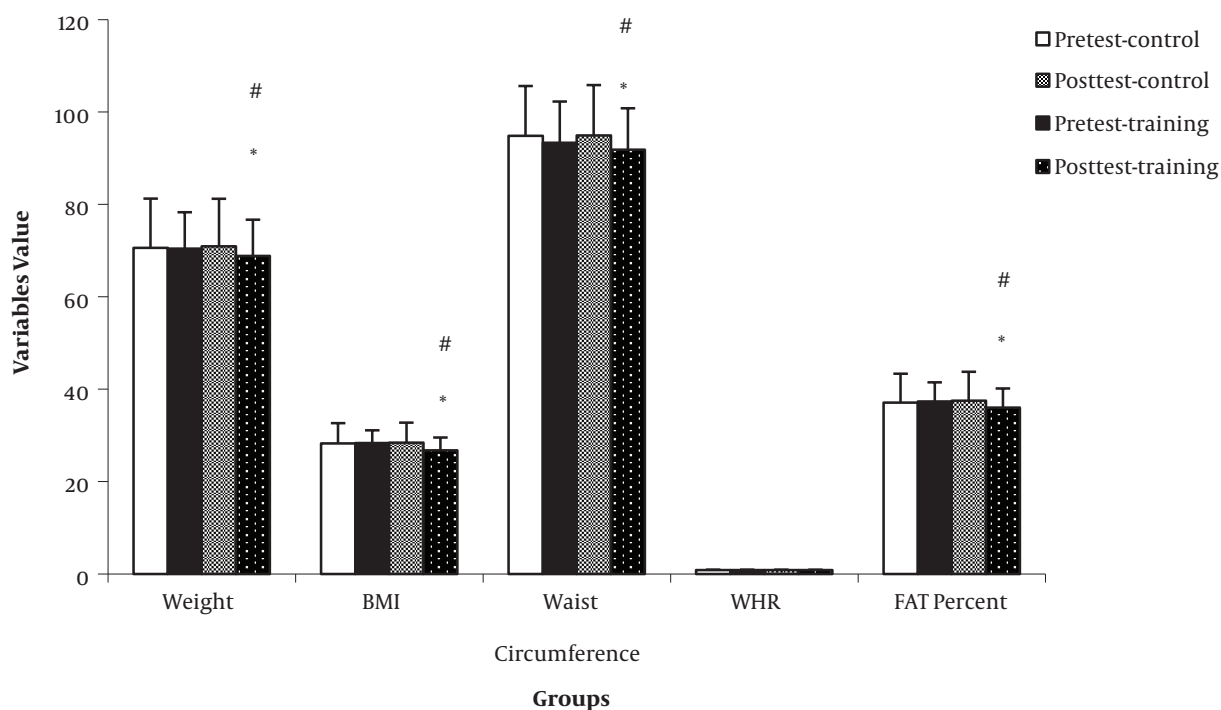 120
100
80
60
40
20
0
Variables Value
#
*
#
*
#
*
#
*
Pretest-control
Posttest-control
Pretest-training
Posttest-training
Weight
BMI
Waist
WHR
FAT Percent
Circumference
Groups